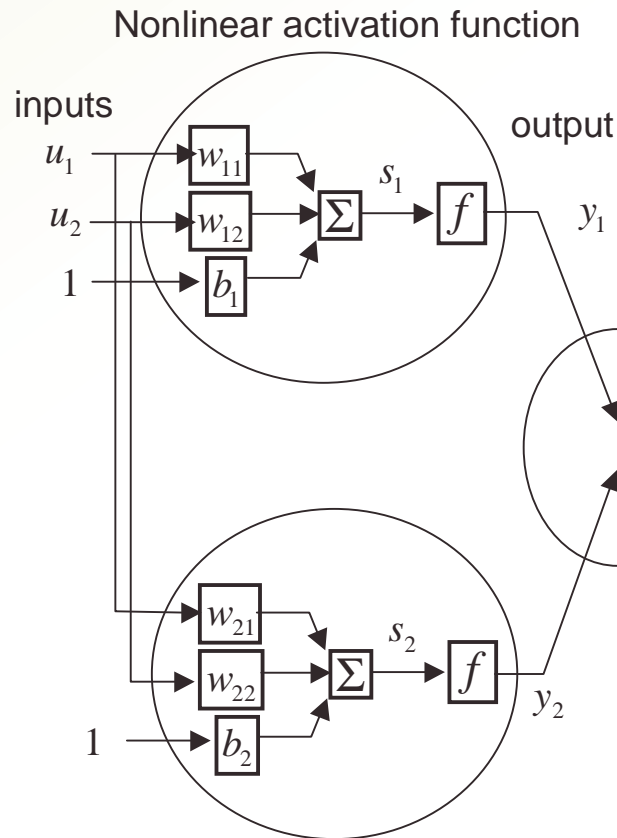 Nonlinear activation function
inputs
output
u₁
w₁₁
s₁
f
y₁
u₂
w₁₂
Σ
1
b₁
w₂₁
s₂
w₂₂
Σ
f
y₂
1
b₂